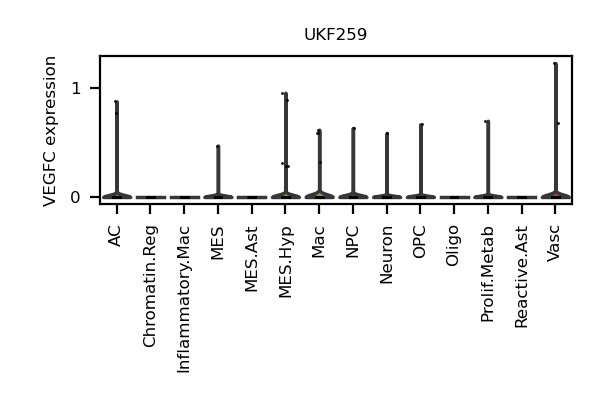 UKF259
VEGFC expression
1
0
AC
Chromatin.Reg
Inflammatory.Mac
MES
MES.Ast
MES.Hyp
Mac
NPC
Neuron
OPC
Oligo
Prolif.Metab
Reactive.Ast
Vasc